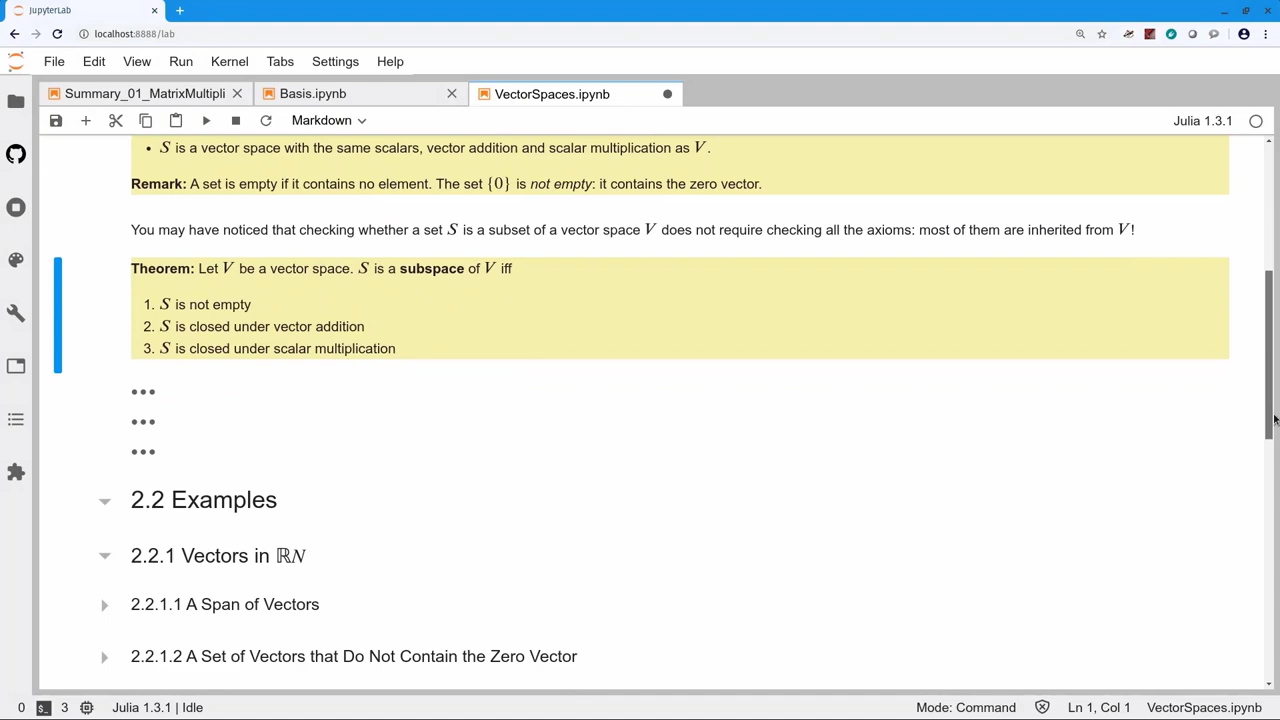 JupyterLab
localhost:8888/lab
File Edit View Run Kernel Tabs Settings Help
Summary_01_MatrixMultipli Basis.ipynb VectorSpaces.ipynb
Markdown Julia 1.3.1
• S is a vector space with the same scalars, vector addition and scalar multiplication as V.
Remark: A set is empty if it contains no element. The set {0} is not empty: it contains the zero vector.
You may have noticed that checking whether a set S is a subset of a vector space V does not require checking all the axioms: most of them are inherited from V!
Theorem: Let V be a vector space. S is a subspace of V iff
1. S is not empty
2. S is closed under vector addition
3. S is closed under scalar multiplication
2.2 Examples
2.2.1 Vectors in ℝN
2.2.1.1 A Span of Vectors
2.2.1.2 A Set of Vectors that Do Not Contain the Zero Vector
0 3 Julia 1.3.1 | Idle Mode: Command Ln 1, Col 1 VectorSpaces.ipynb